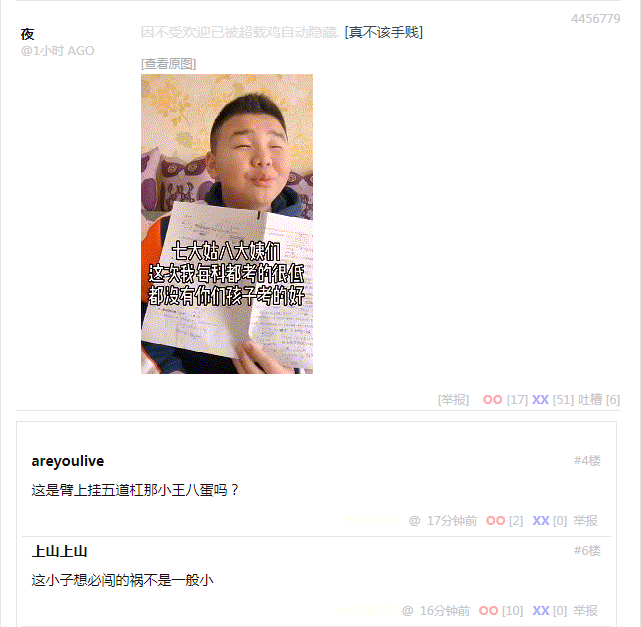 夜
@1小时 AGO
因不受欢迎已被超载鸡自动隐藏. [真不该手贱]
4456779
[查看原图]
七大姑八大姨们
这次我每科都考的很低
都没有你们孩子考的好
[举报] OO [17] XX [51] 吐槽 [6]
areyoulive
#4楼
这是臂上挂五道杠那小王八蛋吗？
@ 17分钟前 OO [2] XX [0] 举报
上山上山
#6楼
这小子想必闯的祸不是一般小
@ 16分钟前 OO [10] XX [0] 举报